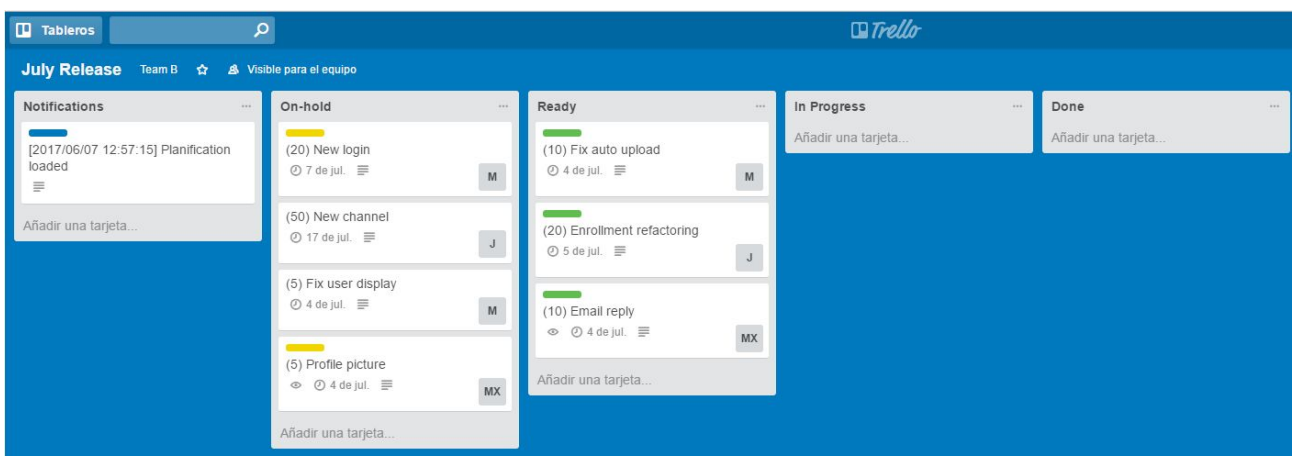 Tableros
Trello
July Release Team B Visible para el equipo
Notifications
[2017/06/07 12:57:15] Planification
loaded
Añadir una tarjeta...
On-hold
(20) New login
7 de jul.
M
(50) New channel
17 de jul.
J
(5) Fix user display
4 de jul.
M
(5) Profile picture
4 de jul.
MX
Añadir una tarjeta...
Ready
(10) Fix auto upload
4 de jul.
M
(20) Enrollment refactoring
5 de jul.
J
(10) Email reply
4 de jul.
MX
Añadir una tarjeta...
In Progress
Añadir una tarjeta...
Done
Añadir una tarjeta...